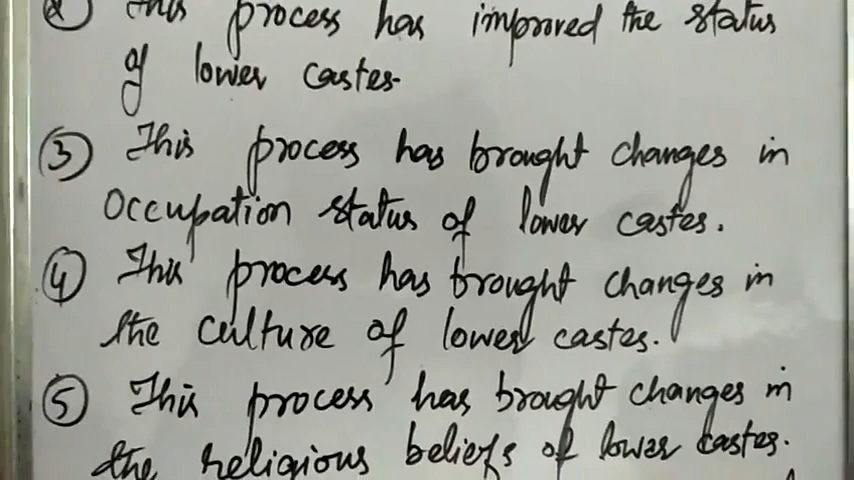 ② This process has improved the status
of lower castes.
③ This process has brought changes in
Occupation status of lower castes.
④ This process has brought changes in
the culture of lower castes.
⑤ This process has brought changes in
the religious beliefs of lower castes.